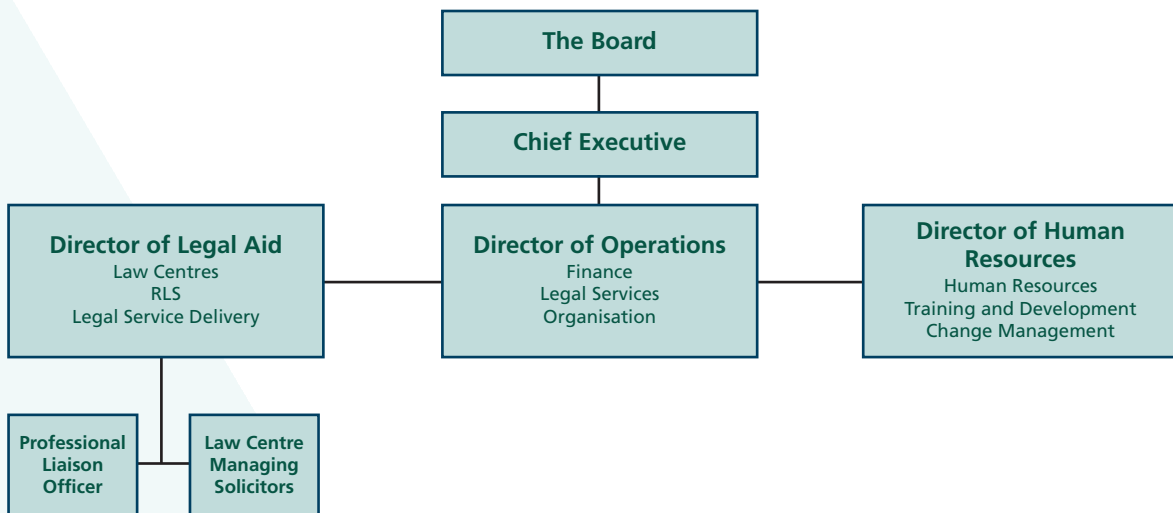 The Board
Chief Executive
Director of Legal Aid
Law Centres
RLS
Legal Service Delivery
Director of Operations
Finance
Legal Services
Organisation
Director of Human
Resources
Human Resources
Training and Development
Change Management
Professional
Liaison
Officer
Law Centre
Managing
Solicitors